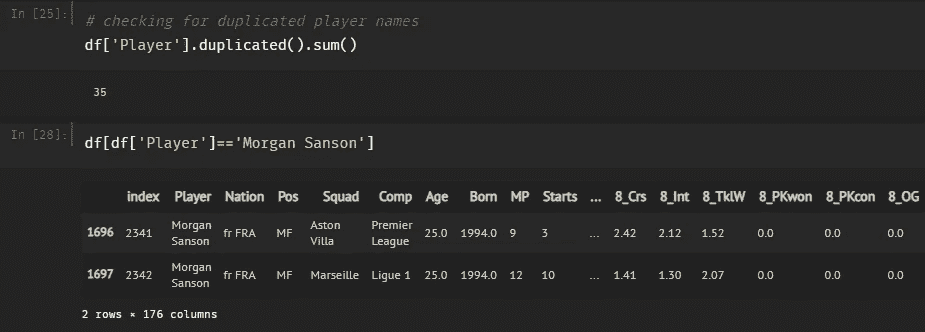 In [25]:
# checking for duplicated player names
df['Player'].duplicated().sum()
35
In [28]:
df[df['Player']=='Morgan Sanson']
index Player Nation Pos Squad Comp Age Born MP Starts ... 8_Crs 8_Int 8_TklW 8_PKwon 8_PKcon 8_OG
1696 2341 Morgan Sanson fr FRA MF Aston Villa Premier League 25.0 1994.0 9 3 ... 2.42 2.12 1.52 0.0 0.0 0.0
1697 2342 Morgan Sanson fr FRA MF Marseille Ligue 1 25.0 1994.0 12 10 ... 1.41 1.30 2.07 0.0 0.0 0.0
2 rows × 176 columns